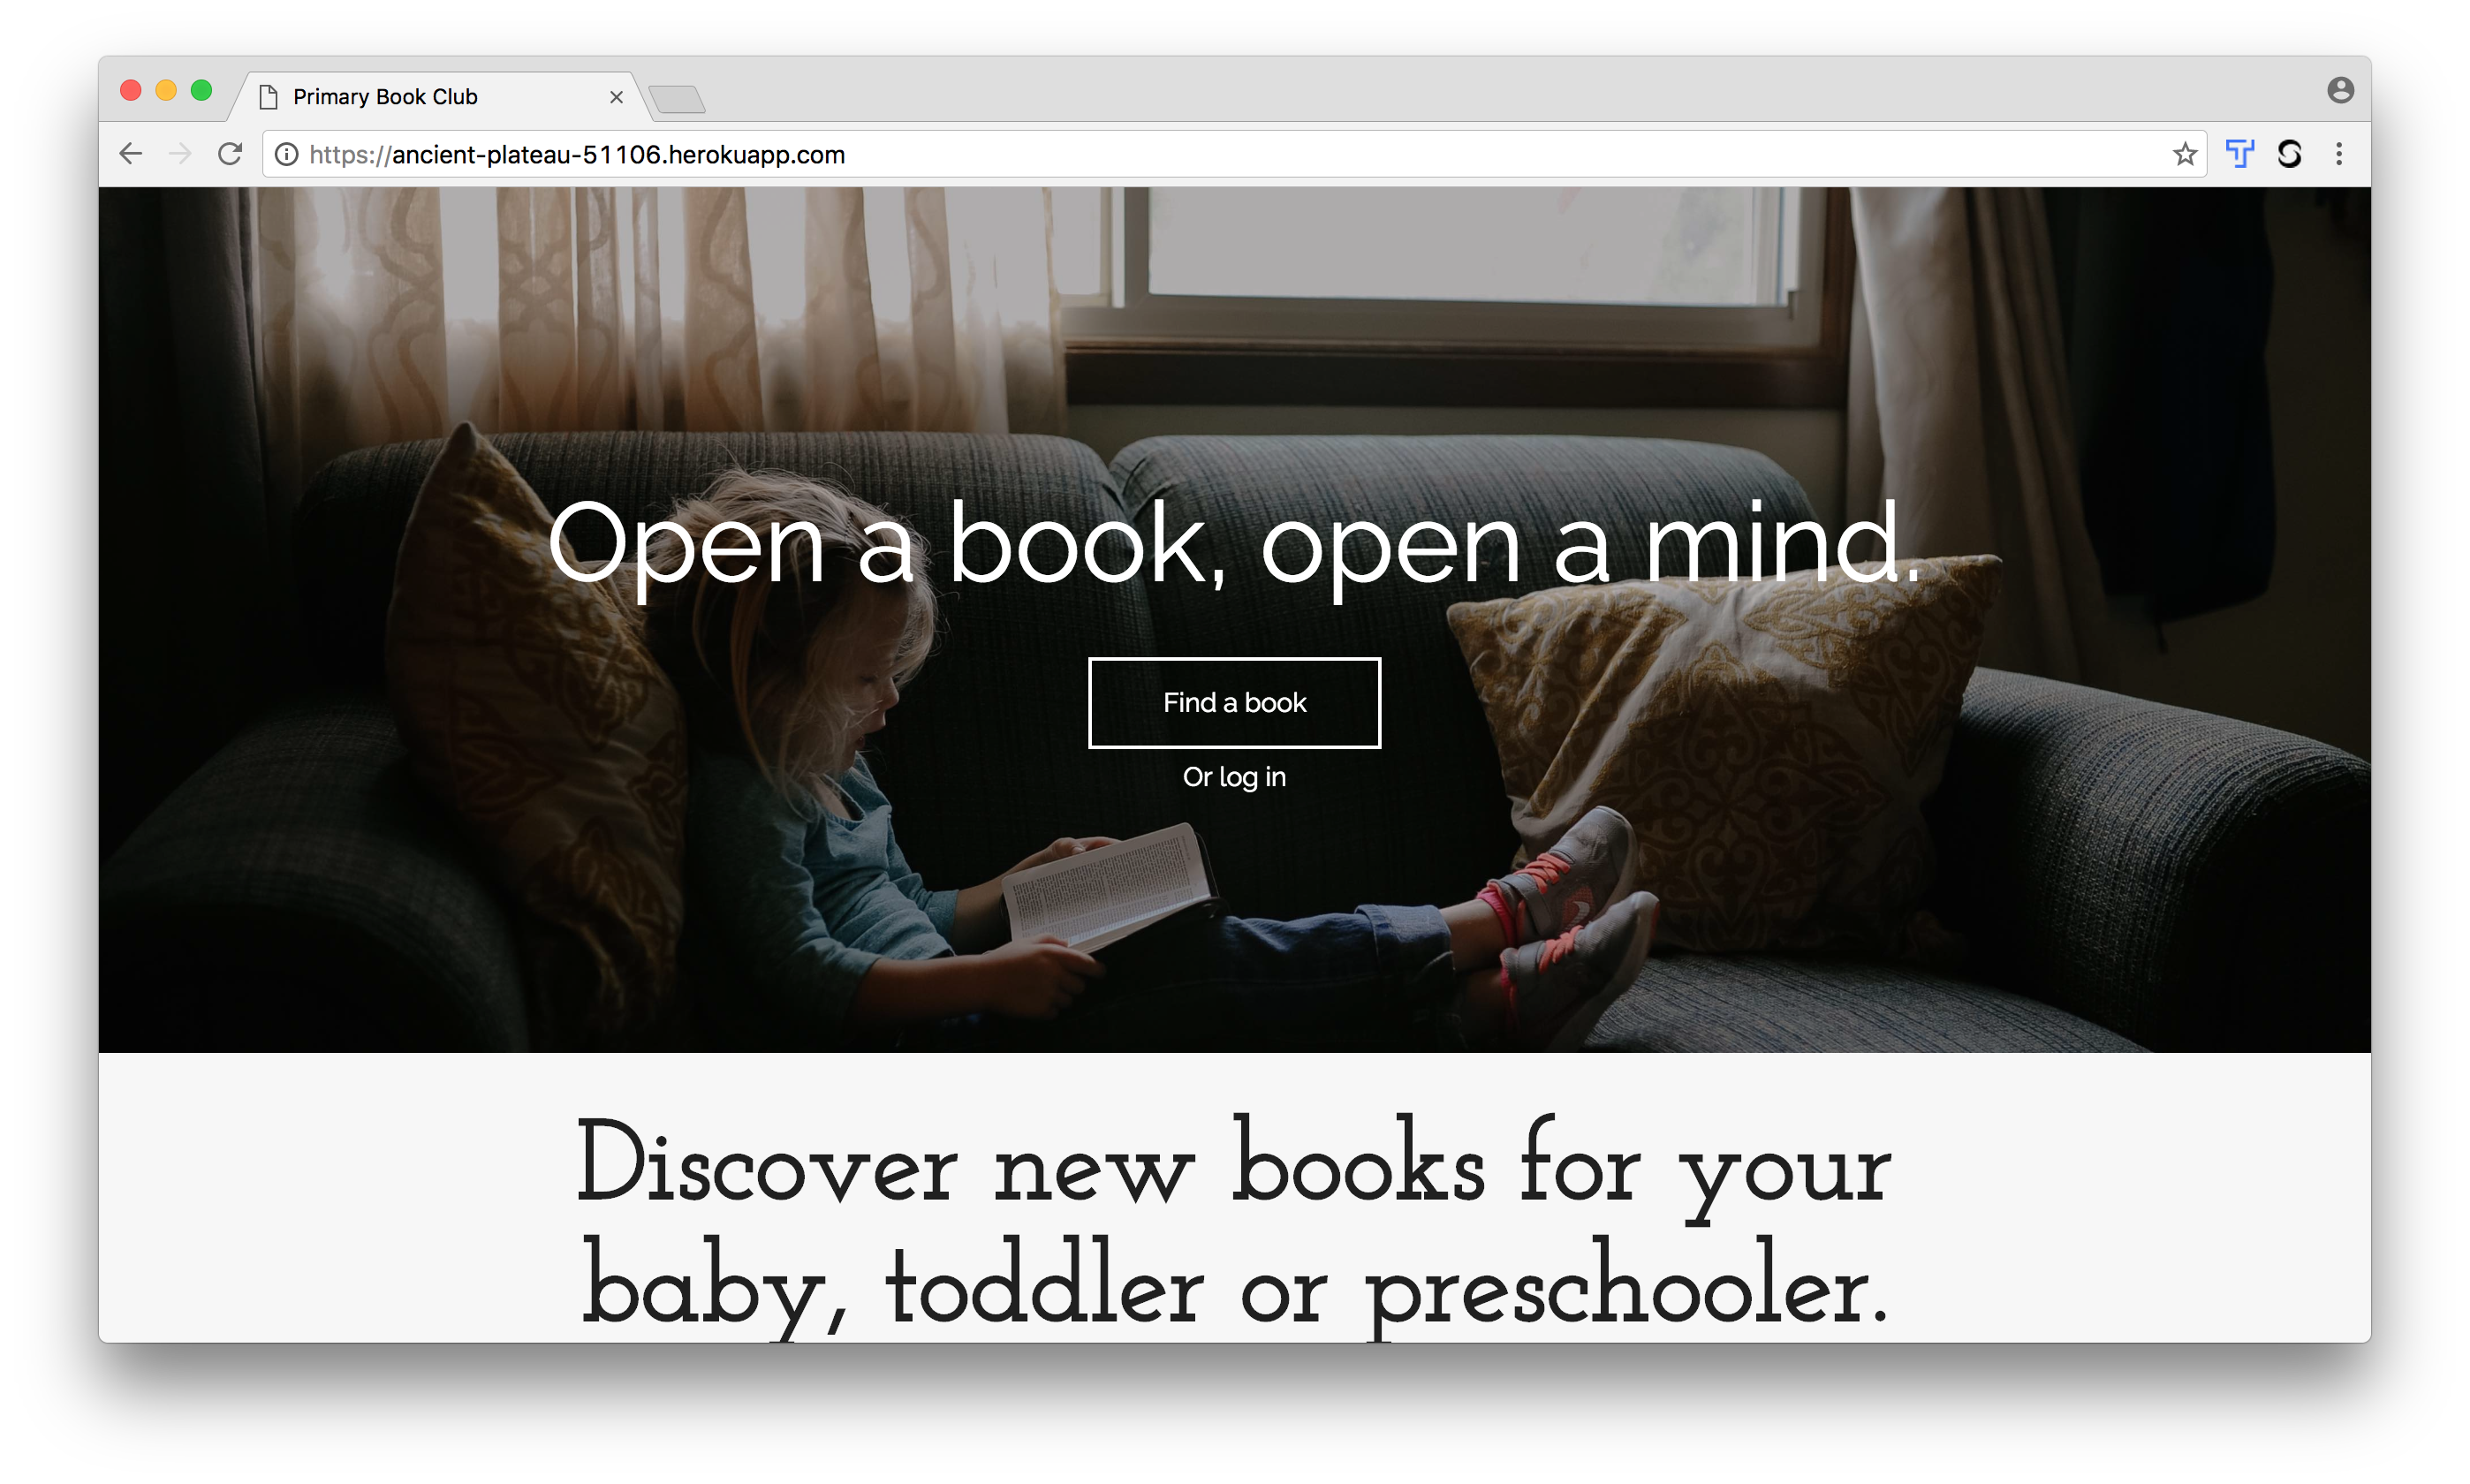 Primary Book Club
https://ancient-plateau-51106.herokuapp.com
Open a book, open a mind.
Find a book
Or log in
Discover new books for your
baby, toddler or preschooler.